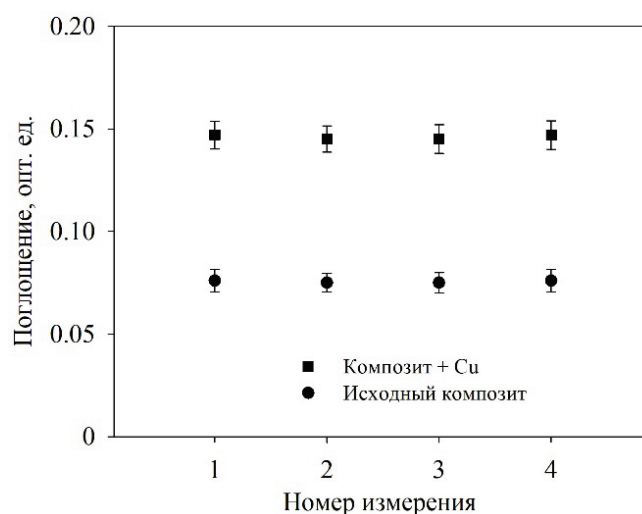 Поглощение, опт. ед.
0.20
0.15
0.10
0.05
0
Композит + Cu
Исходный композит
1 2 3 4
Номер измерения